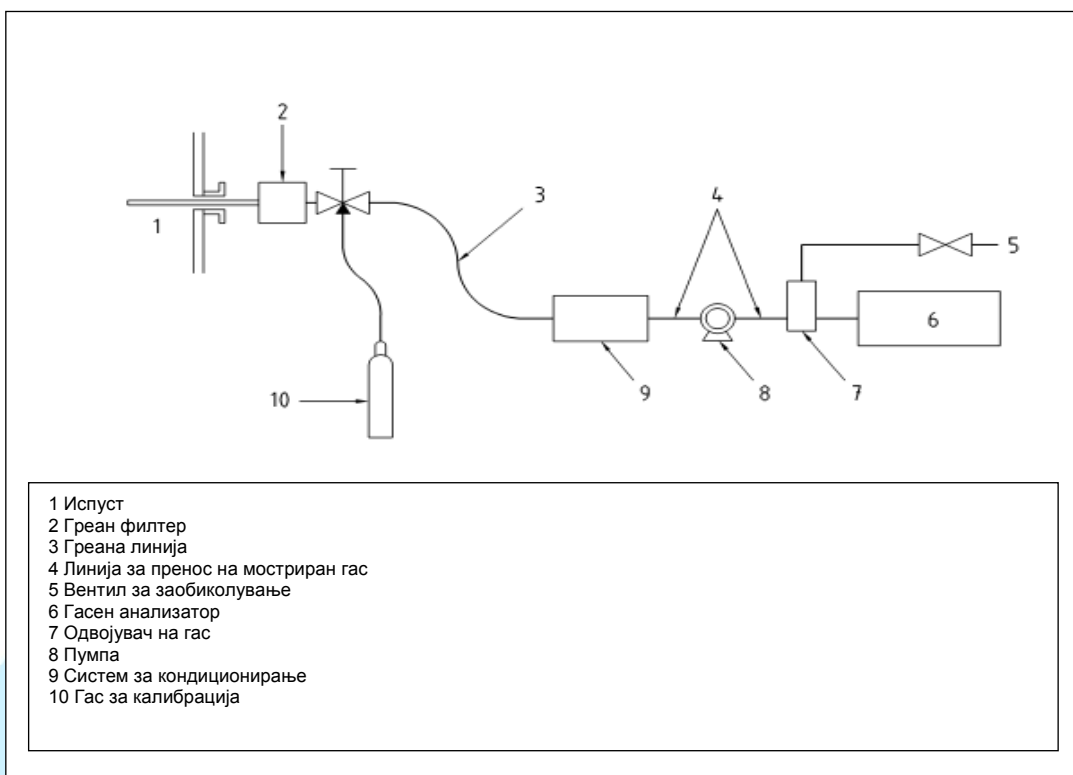 2
1
3
4
5
6
10
9
8
7
1 Испуст
2 Греан филтер
3 Греана линија
4 Линија за пренос на мостриран гас
5 Вентил за заобиколување
6 Гасен анализатор
7 Одвојувач на гас
8 Пумпа
9 Систем за кондиционирање
10 Гас за калибрација